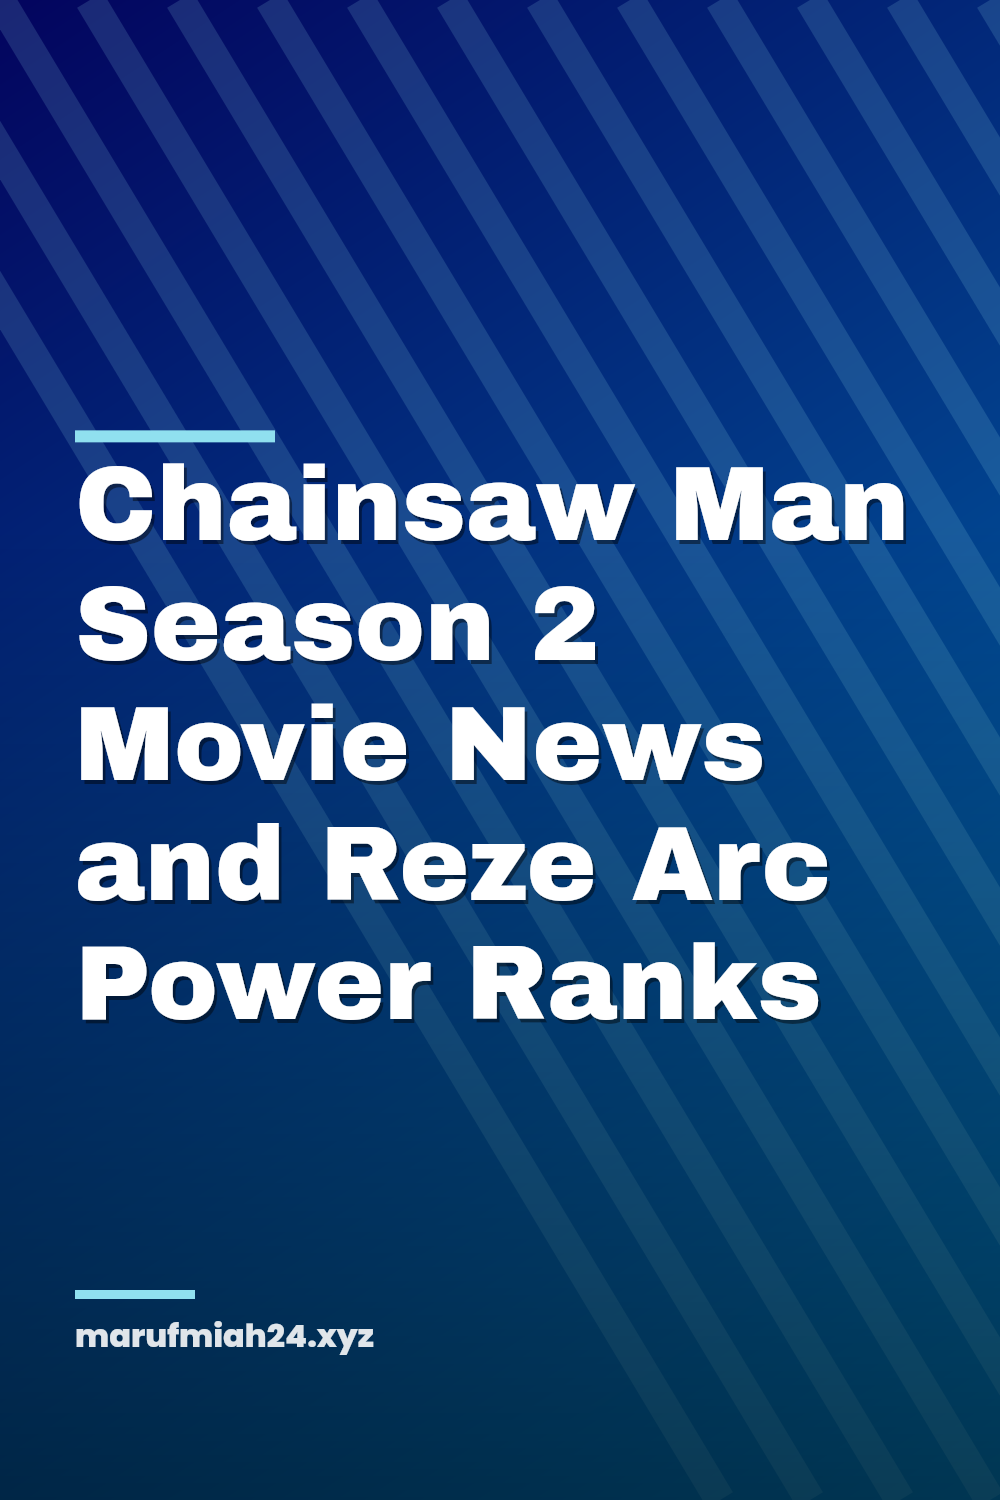 Chainsaw Man
Season 2
Movie News
and Reze Arc
Power Ranks
marufmiah24.xyz